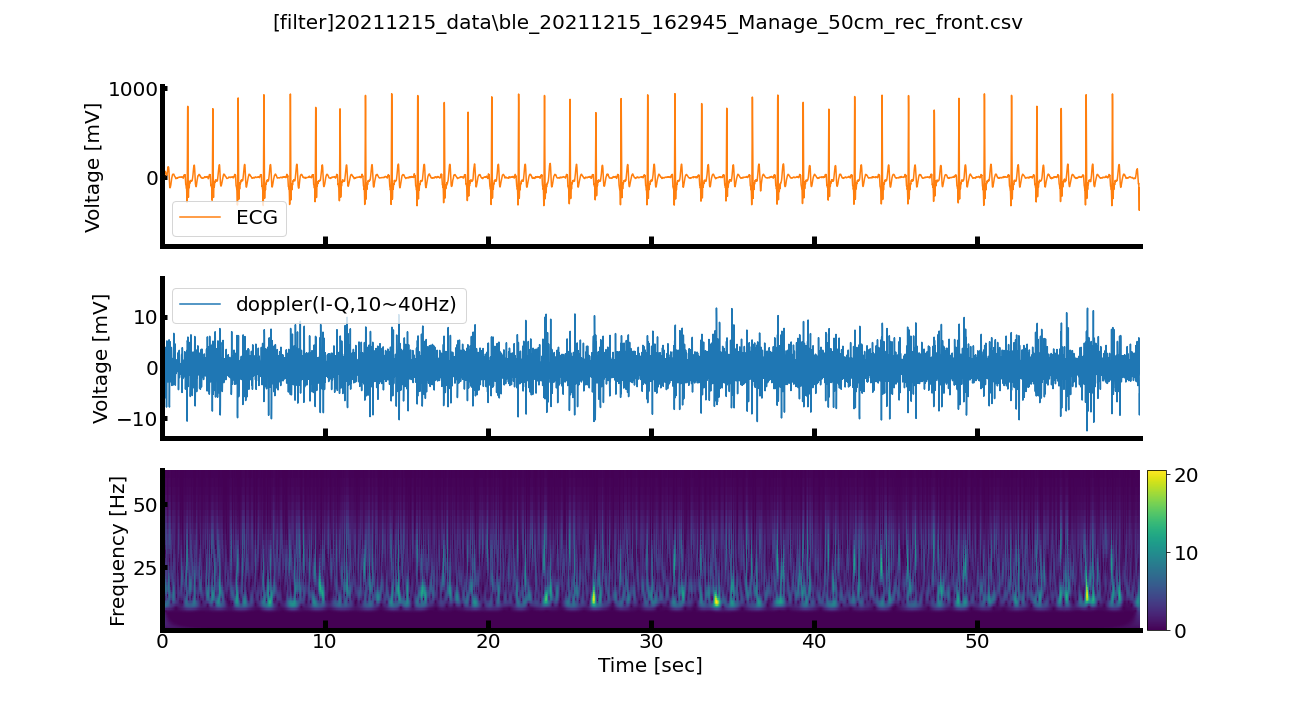 [filter]20211215_data\ble_20211215_162945_Manage_50cm_rec_front.csv
1000
0
Voltage [mV]
ECG
10
0
−10
Voltage [mV]
doppler(I-Q,10~40Hz)
50
25
Frequency [Hz]
20
10
0
0 10 20 30 40 50
Time [sec]